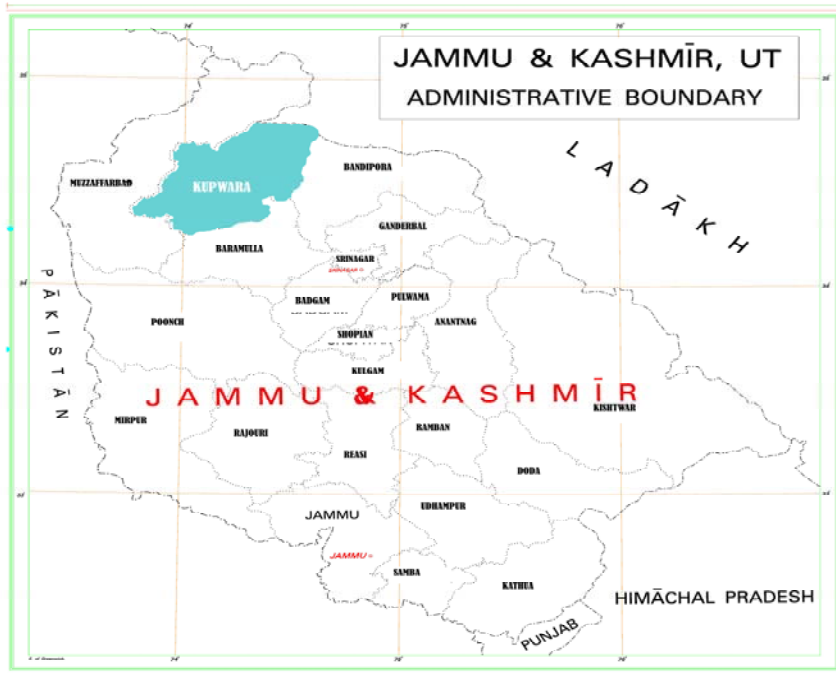 JAMMU & KASHMĪR, UT
ADMINISTRATIVE BOUNDARY
LADĀKH
MUZZAFFARBAD
KUPWARA
BANDIPORA
GANDERBAL
BARAMULLA
SRINAGAR
SRINAGAR
PĀKISTĀN
BADGAM
PULWAMA
POONCH
ANANTNAG
SHOPIAN
KULGAM
JAMMU & KASHMĪR
KISHTWAR
MIRPUR
RAJOURI
RAMBAN
REASI
DODA
UDHAMPUR
JAMMU
JAMMU
SAMBA
KATHUA
HIMĀCHAL PRADESH
PUNJAB